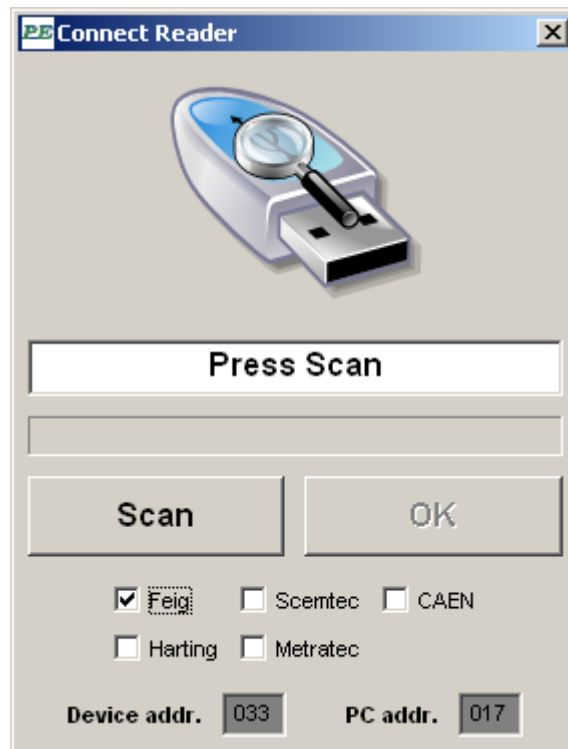 PE Connect Reader
Press Scan
Scan OK
Feig Scemtec CAEN
Harting Metratec
Device addr. 033 PC addr. 017